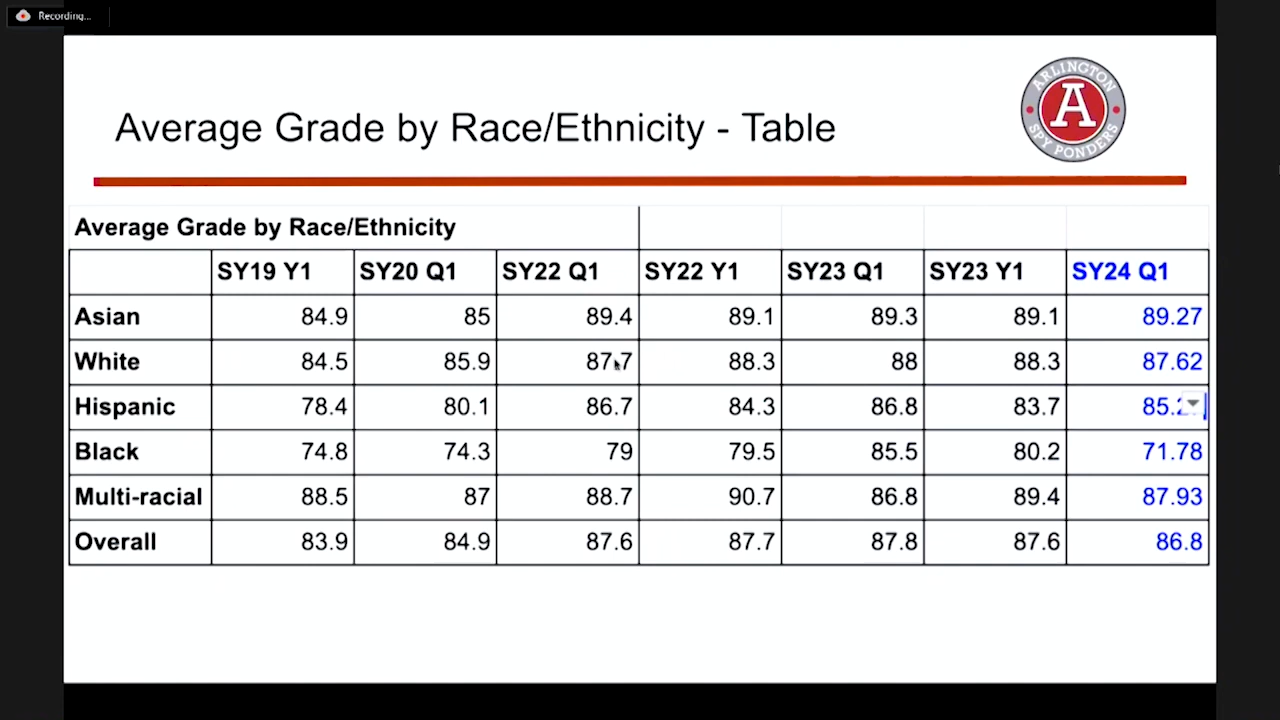 Recording...
ARLINGTON
A
SPY PONDERS
Average Grade by Race/Ethnicity - Table
Average Grade by Race/Ethnicity
SY19 Y1 SY20 Q1 SY22 Q1 SY22 Y1 SY23 Q1 SY23 Y1 SY24 Q1
Asian 84.9 85 89.4 89.1 89.3 89.1 89.27
White 84.5 85.9 87.7 88.3 88 88.3 87.62
Hispanic 78.4 80.1 86.7 84.3 86.8 83.7
Black 74.8 74.3 79 79.5 85.5 80.2 71.78
Multi-racial 88.5 87 88.7 90.7 86.8 89.4 87.93
Overall 83.9 84.9 87.6 87.7 87.8 87.6 86.8